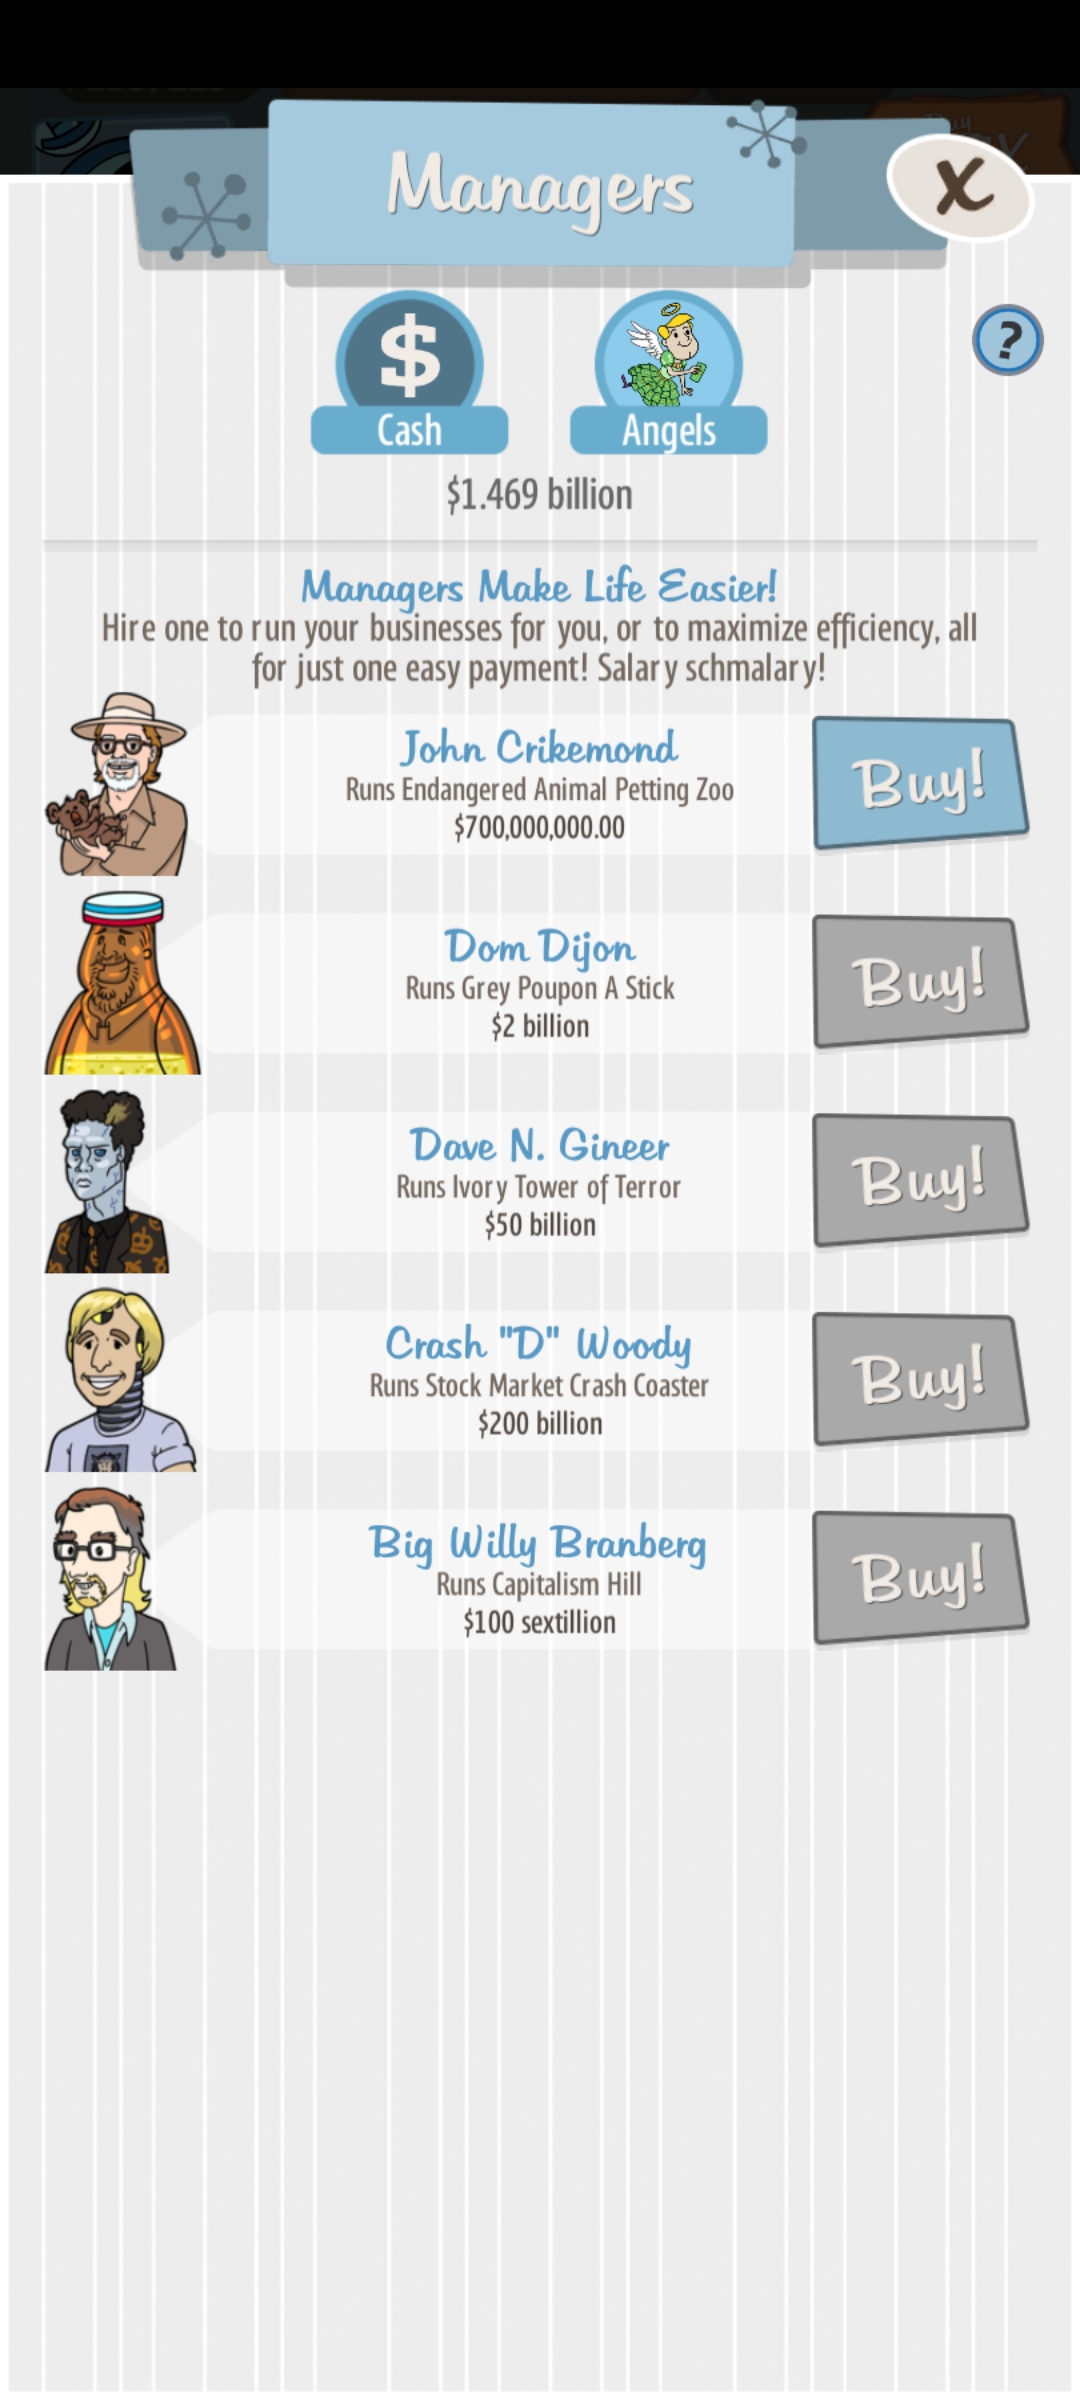 Managers
X
$
Cash
Angels
?
$1.469 billion
Managers Make Life Easier!
Hire one to run your businesses for you, or to maximize efficiency, all
for just one easy payment! Salary schmalary!
John Crikemond
Runs Endangered Animal Petting Zoo
$700,000,000.00
Buy!
Dom Dijon
Runs Grey Poupon A Stick
$2 billion
Buy!
Dave N. Gineer
Runs Ivory Tower of Terror
$50 billion
Buy!
Crash "D" Woody
Runs Stock Market Crash Coaster
$200 billion
Buy!
Big Willy Branberg
Runs Capitalism Hill
$100 sextillion
Buy!